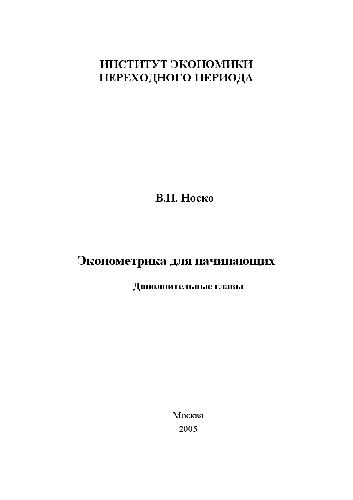 ИНСТИТУТ ЭКОНОМИКИ
ПЕРЕХОДНОГО ПЕРИОДА
В.П. Носко
Эконометрика для начинающих
Дополнительные главы
Москва
2005